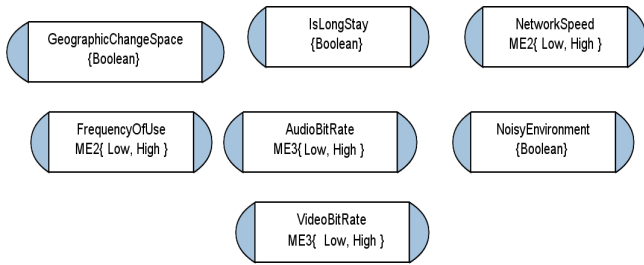 GeographicChangeSpace
{Boolean}
IsLongStay
{Boolean}
NetworkSpeed
ME2{ Low, High }
FrequencyOfUse
ME2{ Low, High }
AudioBitRate
ME3{ Low, High }
NoisyEnvironment
{Boolean}
VideoBitRate
ME3{ Low, High }